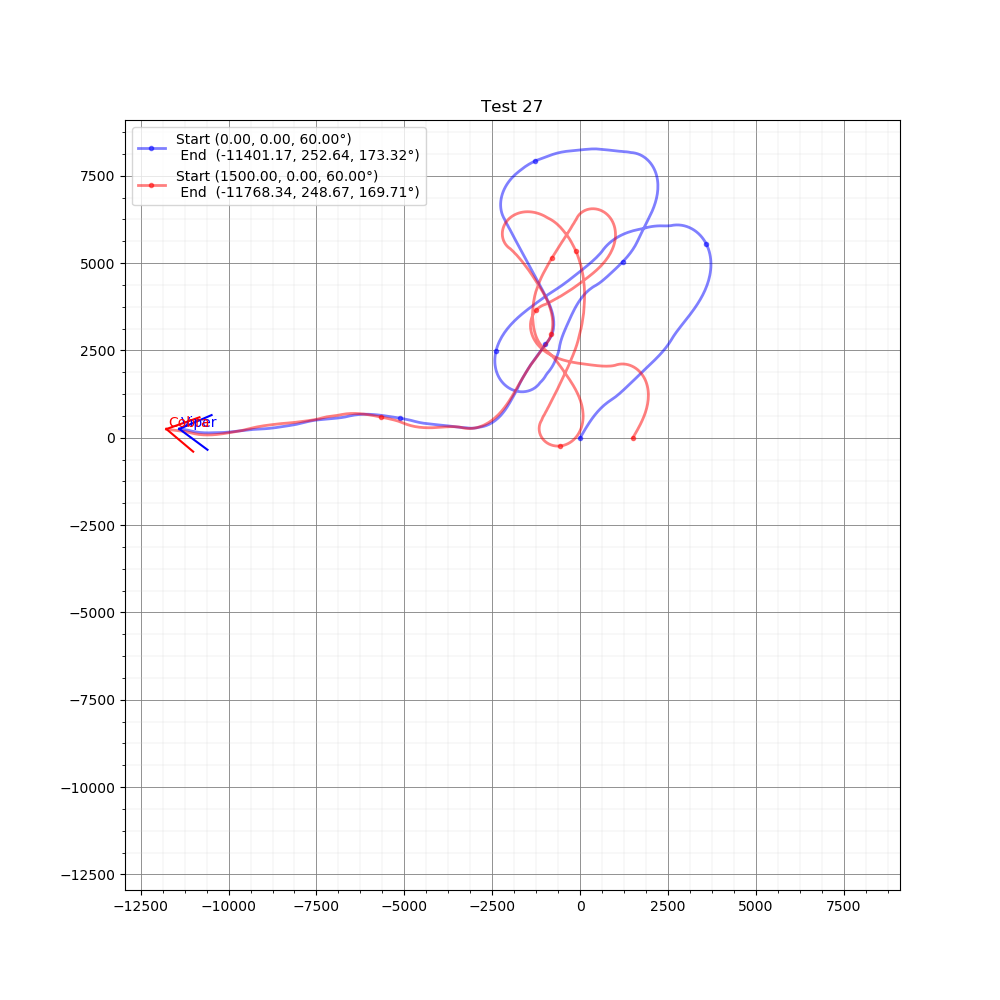 Test 27
Start (0.00, 0.00, 60.00°)
End  (-11401.17, 252.64, 173.32°)
Start (1500.00, 0.00, 60.00°)
End  (-11768.34, 248.67, 169.71°)
7500
5000
2500
0
−2500
−5000
−7500
−10000
−12500
−12500 −10000 −7500 −5000 −2500 0 2500 5000 7500